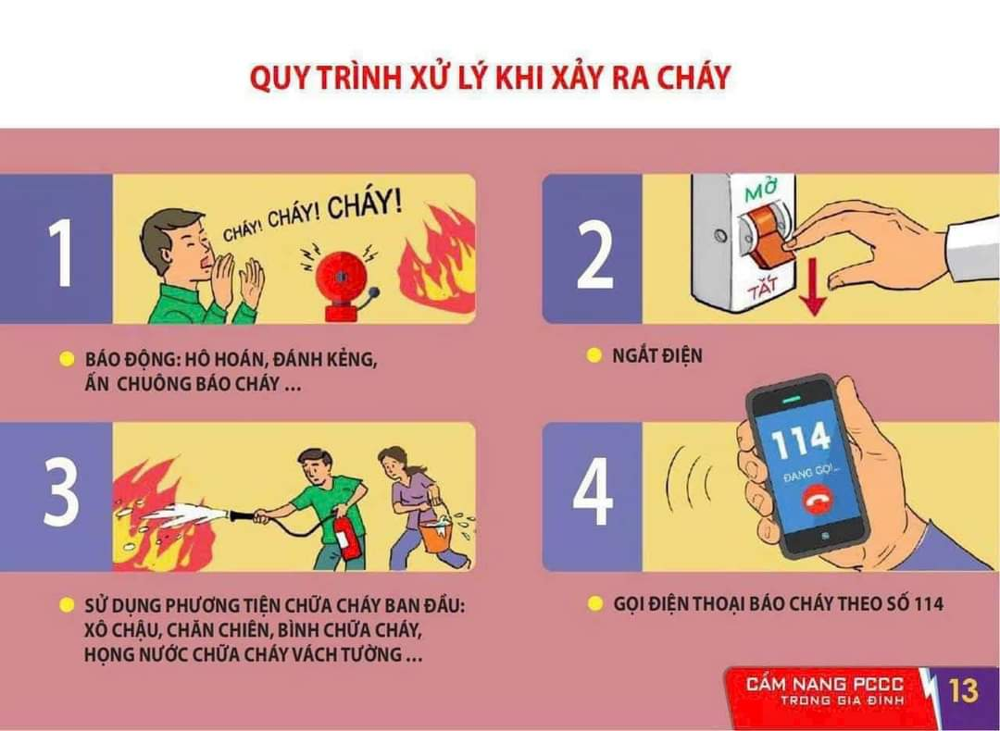 QUY TRÌNH XỬ LÝ KHI XẢY RA CHÁY
1
CHÁY! CHÁY! CHÁY!
BÁO ĐỘNG: HÔ HOÁN, ĐÁNH KẺNG,
ẤN CHUÔNG BÁO CHÁY ...
2
MỞ
TẮT
NGẮT ĐIỆN
3
SỬ DỤNG PHƯƠNG TIỆN CHỮA CHÁY BAN ĐẦU:
XÔ CHẬU, CHĂN CHIÊN, BÌNH CHỮA CHÁY,
HỌNG NƯỚC CHỮA CHÁY VÁCH TƯỜNG ...
4
114
ĐANG GỌI...
GỌI ĐIỆN THOẠI BÁO CHÁY THEO SỐ 114
CẨM NANG PCCC
TRONG GIA ĐÌNH
13